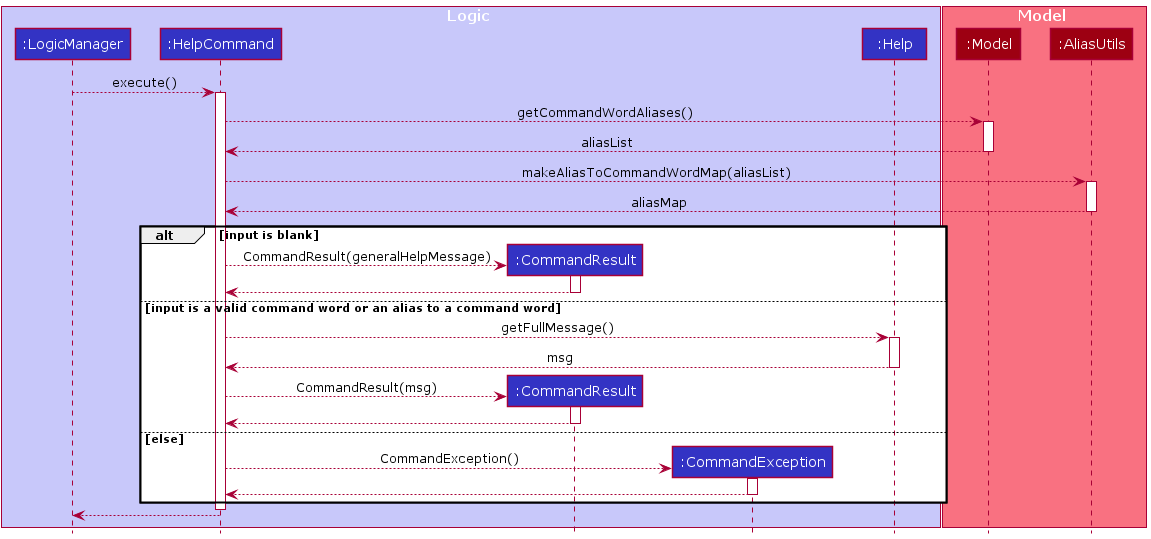 Logic
Model
:LogicManager
:HelpCommand
:Help
:Model
:AliasUtils
execute()
getCommandWordAliases()
aliasList
makeAliasToCommandWordMap(aliasList)
aliasMap
alt
[input is blank]
CommandResult(generalHelpMessage)
:CommandResult
[input is a valid command word or an alias to a command word]
getFullMessage()
msg
CommandResult(msg)
:CommandResult
[else]
CommandException()
:CommandException